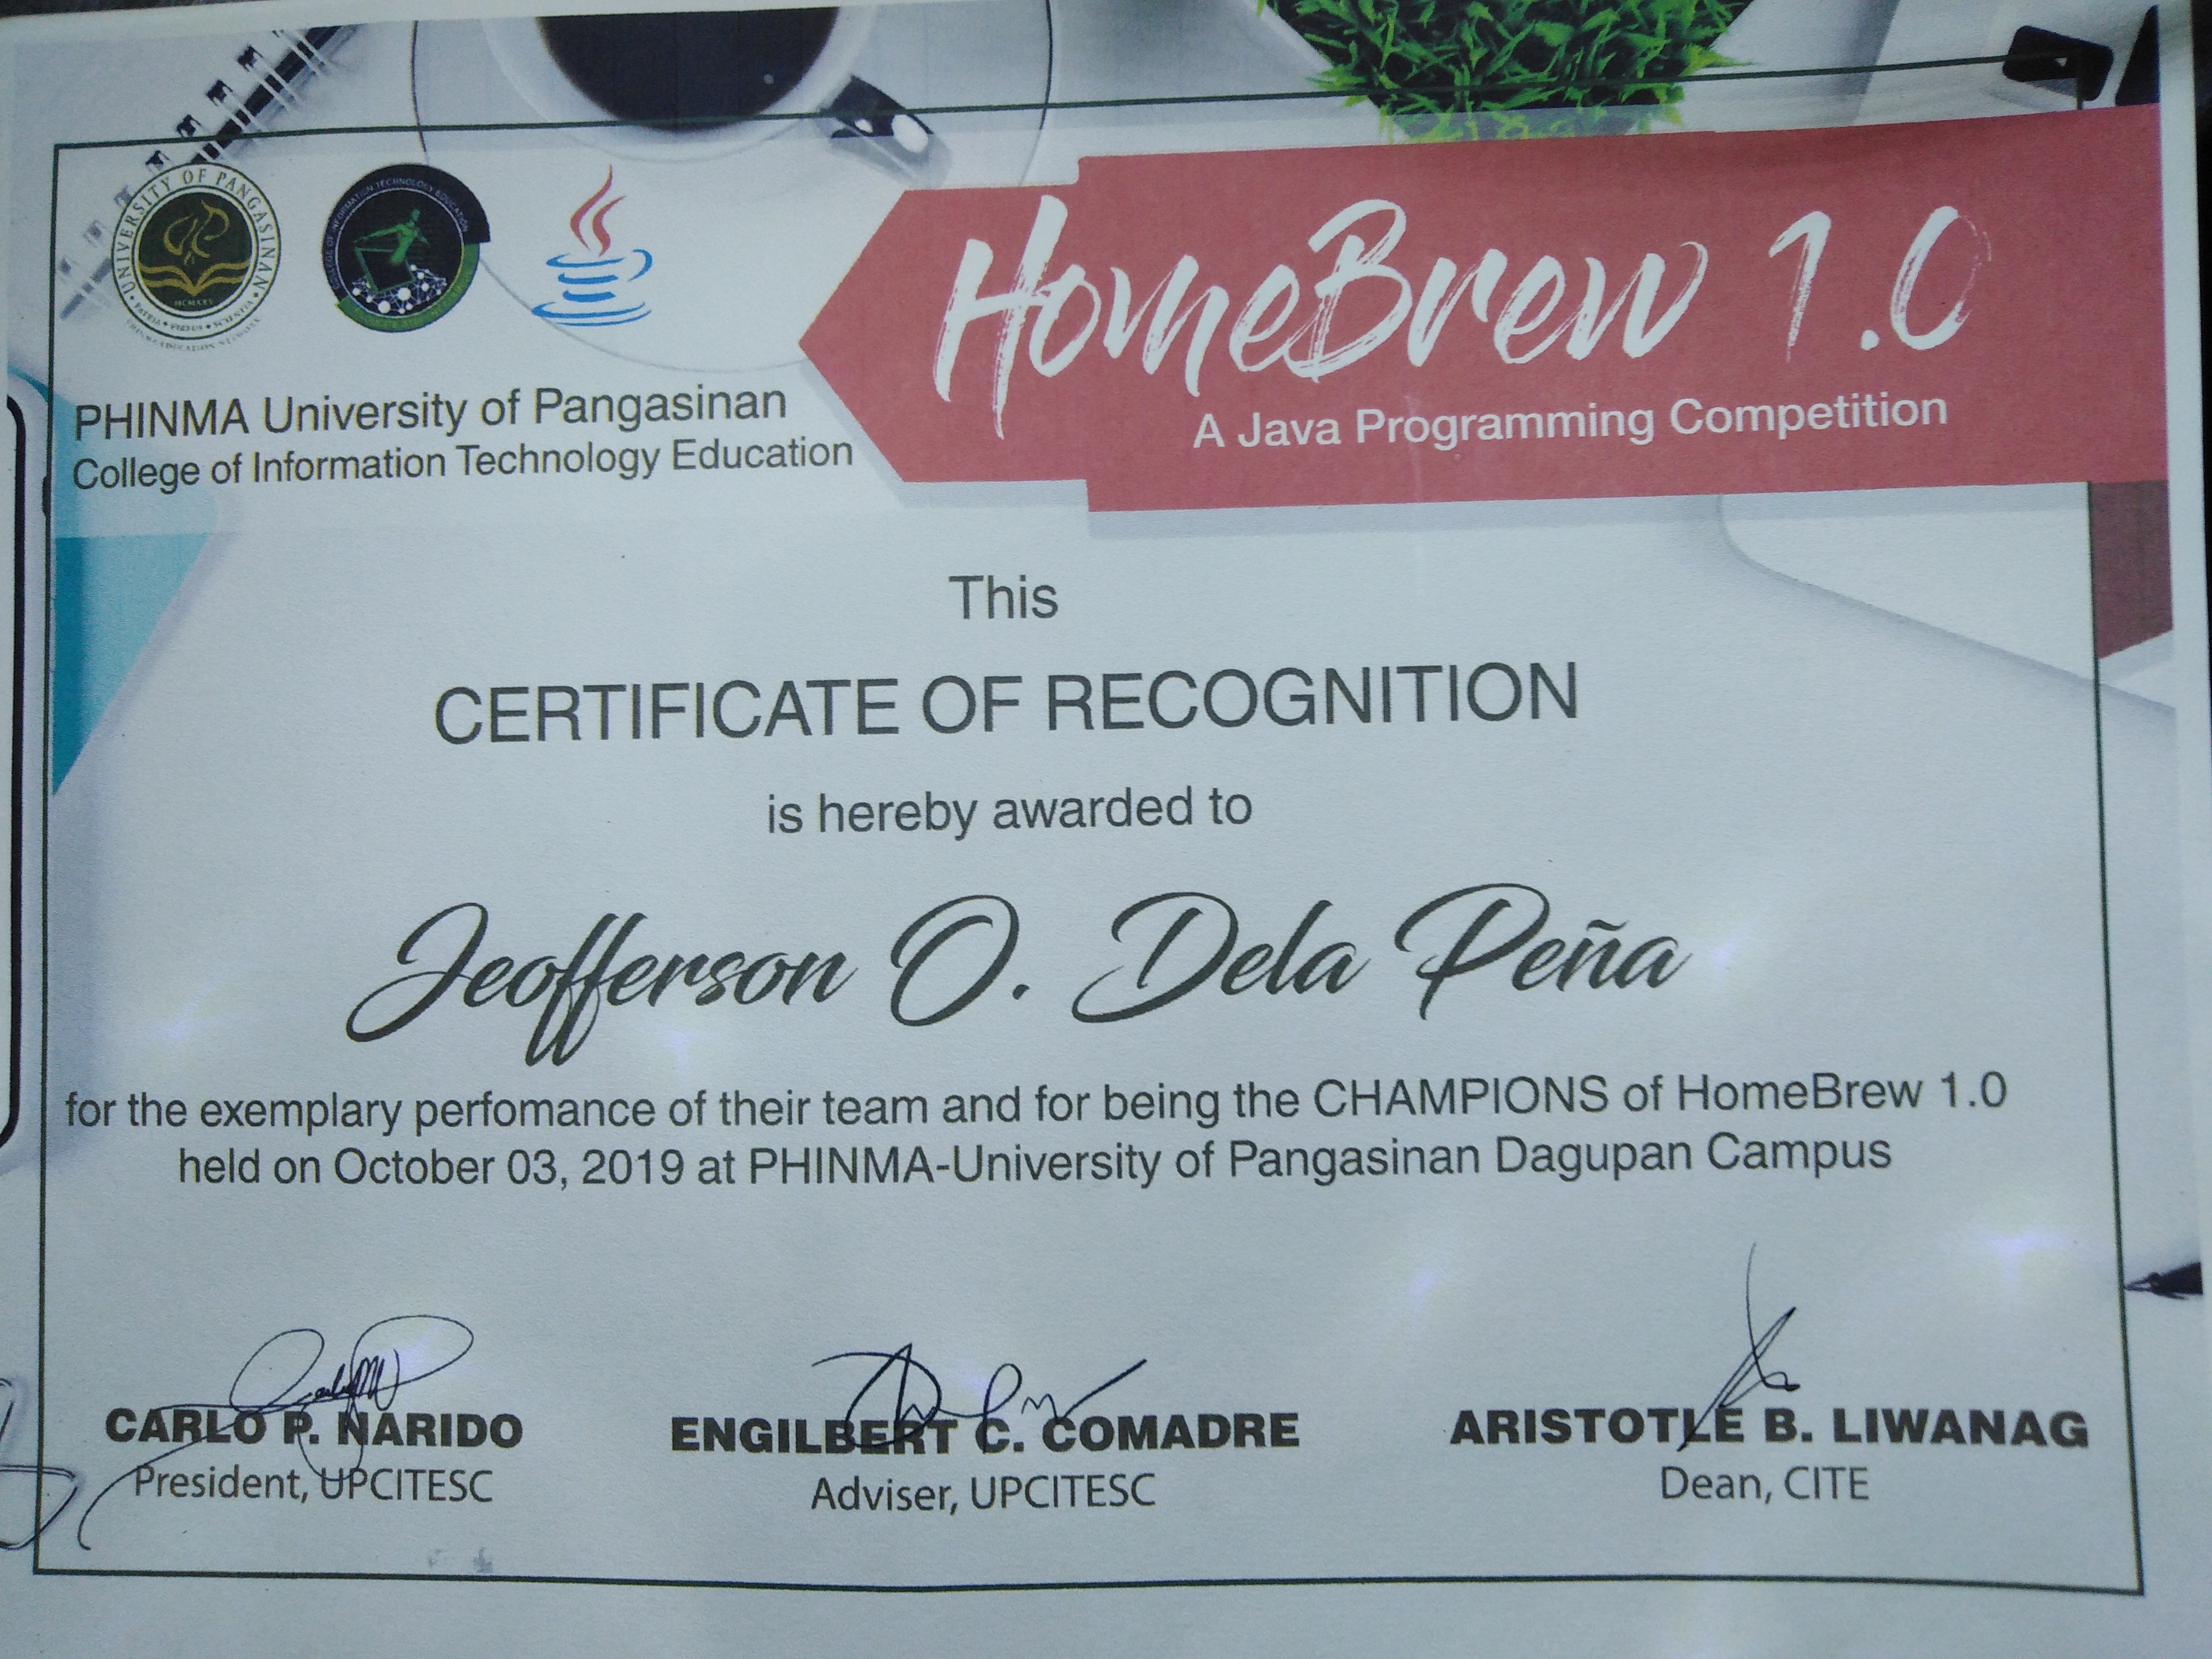 UNIVERSITY OF PANGASINAN
PHINMA University of Pangasinan
College of Information Technology Education
HomeBrew 1.0
A Java Programming Competition
This
CERTIFICATE OF RECOGNITION
is hereby awarded to
Jeofferson O. Dela Peña
for the exemplary perfomance of their team and for being the CHAMPIONS of HomeBrew 1.0
held on October 03, 2019 at PHINMA-University of Pangasinan Dagupan Campus
CARLO P. NARIDO
President, UPCITESC
ENGILBERT C. COMADRE
Adviser, UPCITESC
ARISTOTLE B. LIWANAG
Dean, CITE